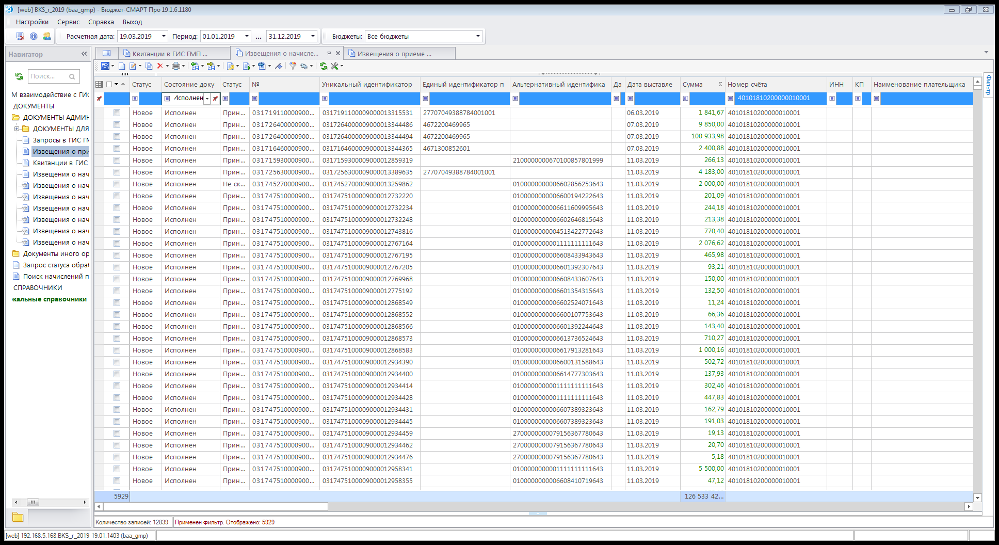 [web] BKS_r_2019 (baa_gmp) - Бюджет-СМАРТ Про 19.1.6.1180
Настройки Сервис Справка Выход
Расчетная дата: 19.03.2019 Период: 01.01.2019 ... 31.12.2019 Бюджеты: Все бюджеты
Навигатор
Поиск...
М взаимодействие с ГИС
ДОКУМЕНТЫ
ДОКУМЕНТЫ АДМИН
ДОКУМЕНТЫ ДЛЯ
Запросы в ГИС ГМ
Извещения о при
Квитанции в ГИС
Извещения о нач
Извещения о нач
Извещения о нач
Извещения о нач
Извещения о нач
Извещения о нач
Извещения о нач
Документы иного ор
Запрос статуса обраб
Поиск начислений п
СПРАВОЧНИКИ
кальные справочники
Квитанции в ГИС ГМП ... Извещения о начисле... Извещения о приеме ...
Статус Состояние доку Статус № Уникальный идентификатор Единый идентификатор п Альтернативный идентифика Да Дата выставле Сумма Σ Номер счёта ИНН КП Наименование плательщика
Исполнен 40101810200000010001
Новое Исполнен Прин... 031719110000900... 0317191100009000013315531 27707049388784001001 06.03.2019 1 841,67 40101810200000010001
Новое Исполнен Прин... 031726400000900... 0317264000009000013344486 4672200469965 07.03.2019 9 850,00 40101810200000010001
Новое Исполнен Прин... 031726400000900... 0317264000009000013344494 4672200469965 07.03.2019 100 933,98 40101810200000010001
Новое Исполнен Прин... 031716460000900... 0317164600009000013344365 4671300852601 07.03.2019 2 400,88 40101810200000010001
Новое Исполнен Прин... 031715930000900... 0317159300009000012859319 2100000000670100857801999 11.03.2019 266,13 40101810200000010001
Новое Исполнен Прин... 031725630000900... 0317256300009000013389635 27707049388784001001 11.03.2019 4 183,00 40101810200000010001
Новое Исполнен Не ск... 031745270000900... 0317452700009000013259862 0100000000006602856253643 11.03.2019 2 000,00 40101810200000010001
Новое Исполнен Прин... 031747510000900... 0317475100009000012732220 0100000000006600194222643 11.03.2019 201,09 40101810200000010001
Новое Исполнен Прин... 031747510000900... 0317475100009000012732234 0100000000006611609995643 11.03.2019 244,18 40101810200000010001
Новое Исполнен Прин... 031747510000900... 0317475100009000012732248 0100000000006602646815643 11.03.2019 213,38 40101810200000010001
Новое Исполнен Прин... 031747510000900... 0317475100009000012743816 0100000000004513422772643 11.03.2019 770,40 40101810200000010001
Новое Исполнен Прин... 031747510000900... 0317475100009000012767164 0100000000001111111111643 11.03.2019 2 076,62 40101810200000010001
Новое Исполнен Прин... 031747510000900... 0317475100009000012767195 0100000000006608433943643 11.03.2019 465,98 40101810200000010001
Новое Исполнен Прин... 031747510000900... 0317475100009000012767205 0100000000006601392307643 11.03.2019 93,21 40101810200000010001
Новое Исполнен Прин... 031747510000900... 0317475100009000012769968 0100000000006608433607643 11.03.2019 150,00 40101810200000010001
Новое Исполнен Прин... 031747510000900... 0317475100009000012775192 0100000000006601354315643 11.03.2019 132,50 40101810200000010001
Новое Исполнен Прин... 031747510000900... 0317475100009000012868549 0100000000006602524071643 11.03.2019 11,24 40101810200000010001
Новое Исполнен Прин... 031747510000900... 0317475100009000012868552 0100000000006600107753643 11.03.2019 66,36 40101810200000010001
Новое Исполнен Прин... 031747510000900... 0317475100009000012868566 0100000000006601392244643 11.03.2019 143,40 40101810200000010001
Новое Исполнен Прин... 031747510000900... 0317475100009000012868573 0100000000006613736524643 11.03.2019 710,27 40101810200000010001
Новое Исполнен Прин... 031747510000900... 0317475100009000012868583 0100000000006617913281643 11.03.2019 1 000,16 40101810200000010001
Новое Исполнен Прин... 031747510000900... 0317475100009000012934390 0100000000006600131588643 11.03.2019 502,72 40101810200000010001
Новое Исполнен Прин... 031747510000900... 0317475100009000012934400 0100000000006614777303643 11.03.2019 137,93 40101810200000010001
Новое Исполнен Прин... 031747510000900... 0317475100009000012934414 0100000000001111111111643 11.03.2019 302,46 40101810200000010001
Новое Исполнен Прин... 031747510000900... 0317475100009000012934428 0100000000001111111111643 11.03.2019 447,83 40101810200000010001
Новое Исполнен Прин... 031747510000900... 0317475100009000012934431 0100000000006607389323643 11.03.2019 162,79 40101810200000010001
Новое Исполнен Прин... 031747510000900... 0317475100009000012934445 0100000000006607389323643 11.03.2019 191,03 40101810200000010001
Новое Исполнен Прин... 031747510000900... 0317475100009000012934459 2700000000079156367780643 11.03.2019 19,13 40101810200000010001
Новое Исполнен Прин... 031747510000900... 0317475100009000012934462 2700000000079156367780643 11.03.2019 20,70 40101810200000010001
Новое Исполнен Прин... 031747510000900... 0317475100009000012934476 2700000000079156367780643 11.03.2019 5,18 40101810200000010001
Новое Исполнен Прин... 031747510000900... 0317475100009000012958341 0100000000001111111111643 11.03.2019 5 500,00 40101810200000010001
Новое Исполнен Прин... 031747510000900... 0317475100009000012958355 0100000000006608410719643 11.03.2019 47,12 40101810200000010001
5929 126 533 42...
Фильтр
Количество записей: 12839 Применен фильтр. Отображено: 5929
[web] 192.168.5.168.BKS_r_2019 19.01.1403 (baa_gmp)